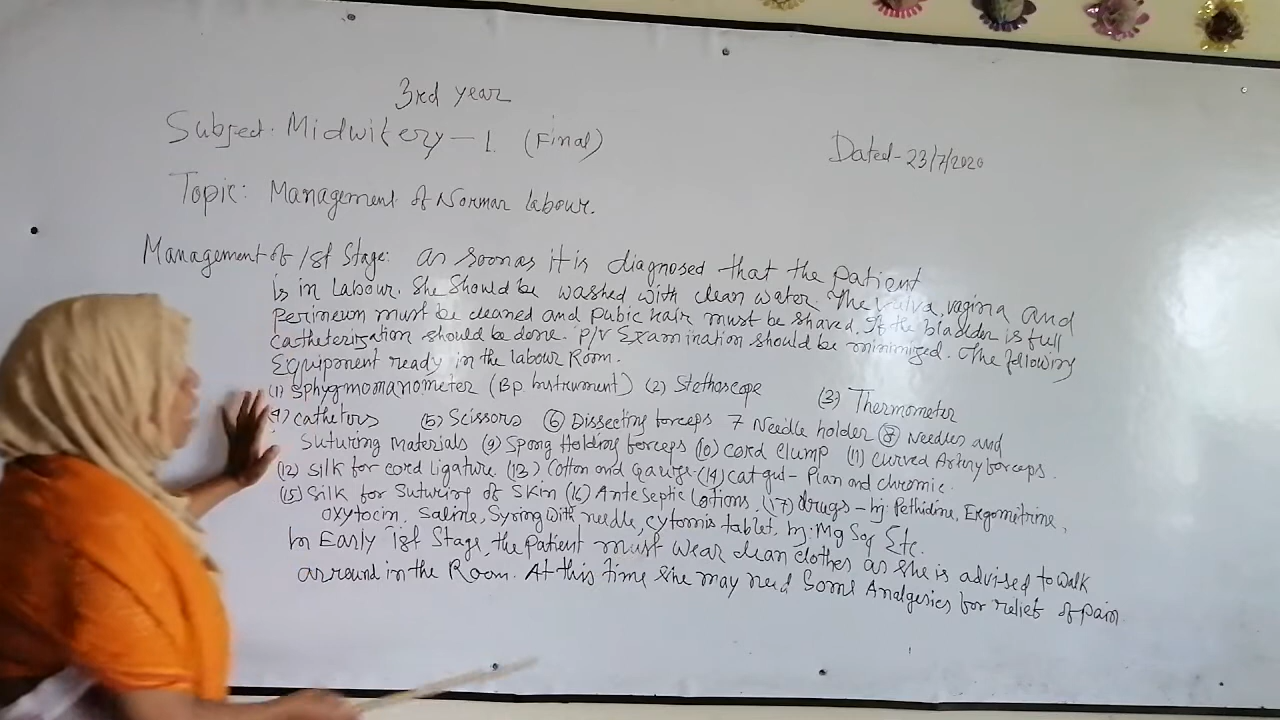 3rd year
Subject: Midwifery - 1. (Final)
Dated - 23/7/2020
Topic: Management of Normar Labour.
Management of 1st Stage: as soon as it is diagnosed that the patient
is in Labour. She Should be washed with clean water. The valva, vagina and
Perineum must be cleaned and Pubic hair must be shaved. If the bladder is full
catheterization should be done. P/V Examination should be minimized. The following
Equiponent ready in the labour Room.
(1) Sphygmomanometer (Bp. Instrument) (2) Stethoscope (3) Thermometer
(4) cathetors (5) Scissors (6) Dissecting forceps 7 Needle holder (8) Needles and
Suturing Materials (9) Spong Holding forceps (10) cord clump (11) curved Artery forceps.
(12) Silk for cord ligature (13) Cotton and Gauge (14) cat gut - Plan and chromic.
(15) Silk for Suturing of Skin (16) Anteseptic Lotions. (17) drugs - Inj. Pethidine, Ergometrine,
oxytocin, Saline, Syring with needle, cytomis tablet, Inj. Mg So4 Etc.
In Early 1st Stage, the patient must wear clean clothes as she is advised to walk
arround in the Room. At this time she may need Some Analgesics for relief of pain